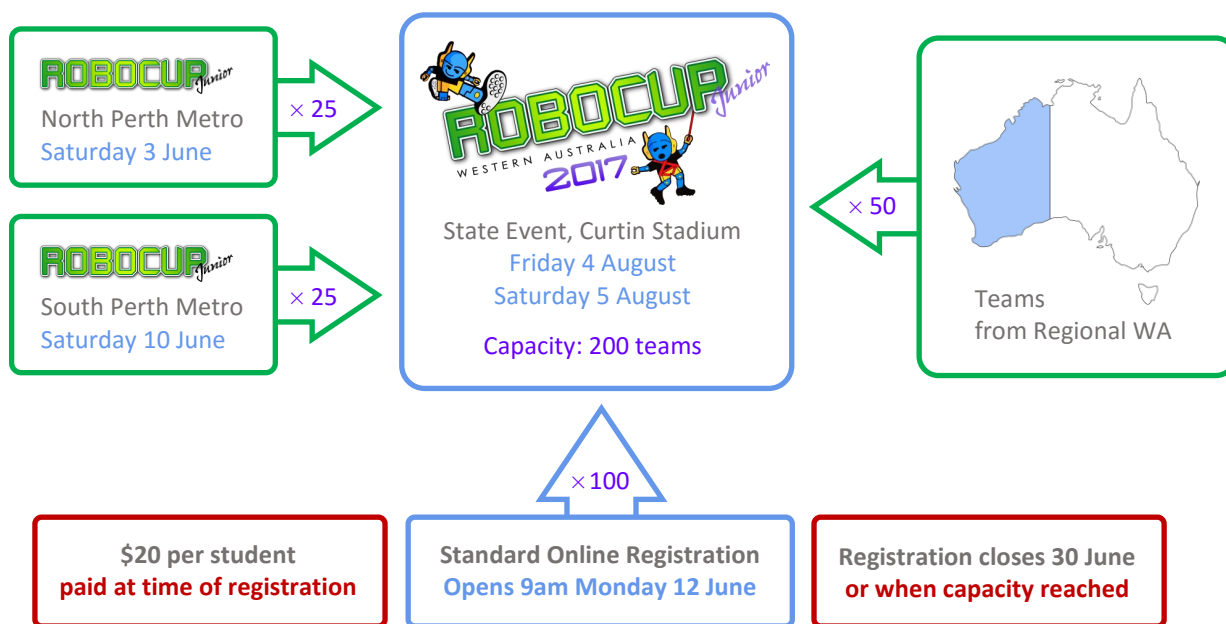 ROBOCUP Junior
North Perth Metro
Saturday 3 June
× 25
ROBOCUP Junior
South Perth Metro
Saturday 10 June
× 25
ROBOCUP Junior
WESTERN AUSTRALIA
2017
State Event, Curtin Stadium
Friday 4 August
Saturday 5 August
Capacity: 200 teams
× 50
Teams
from Regional WA
× 100
$20 per student
paid at time of registration
Standard Online Registration
Opens 9am Monday 12 June
Registration closes 30 June
or when capacity reached